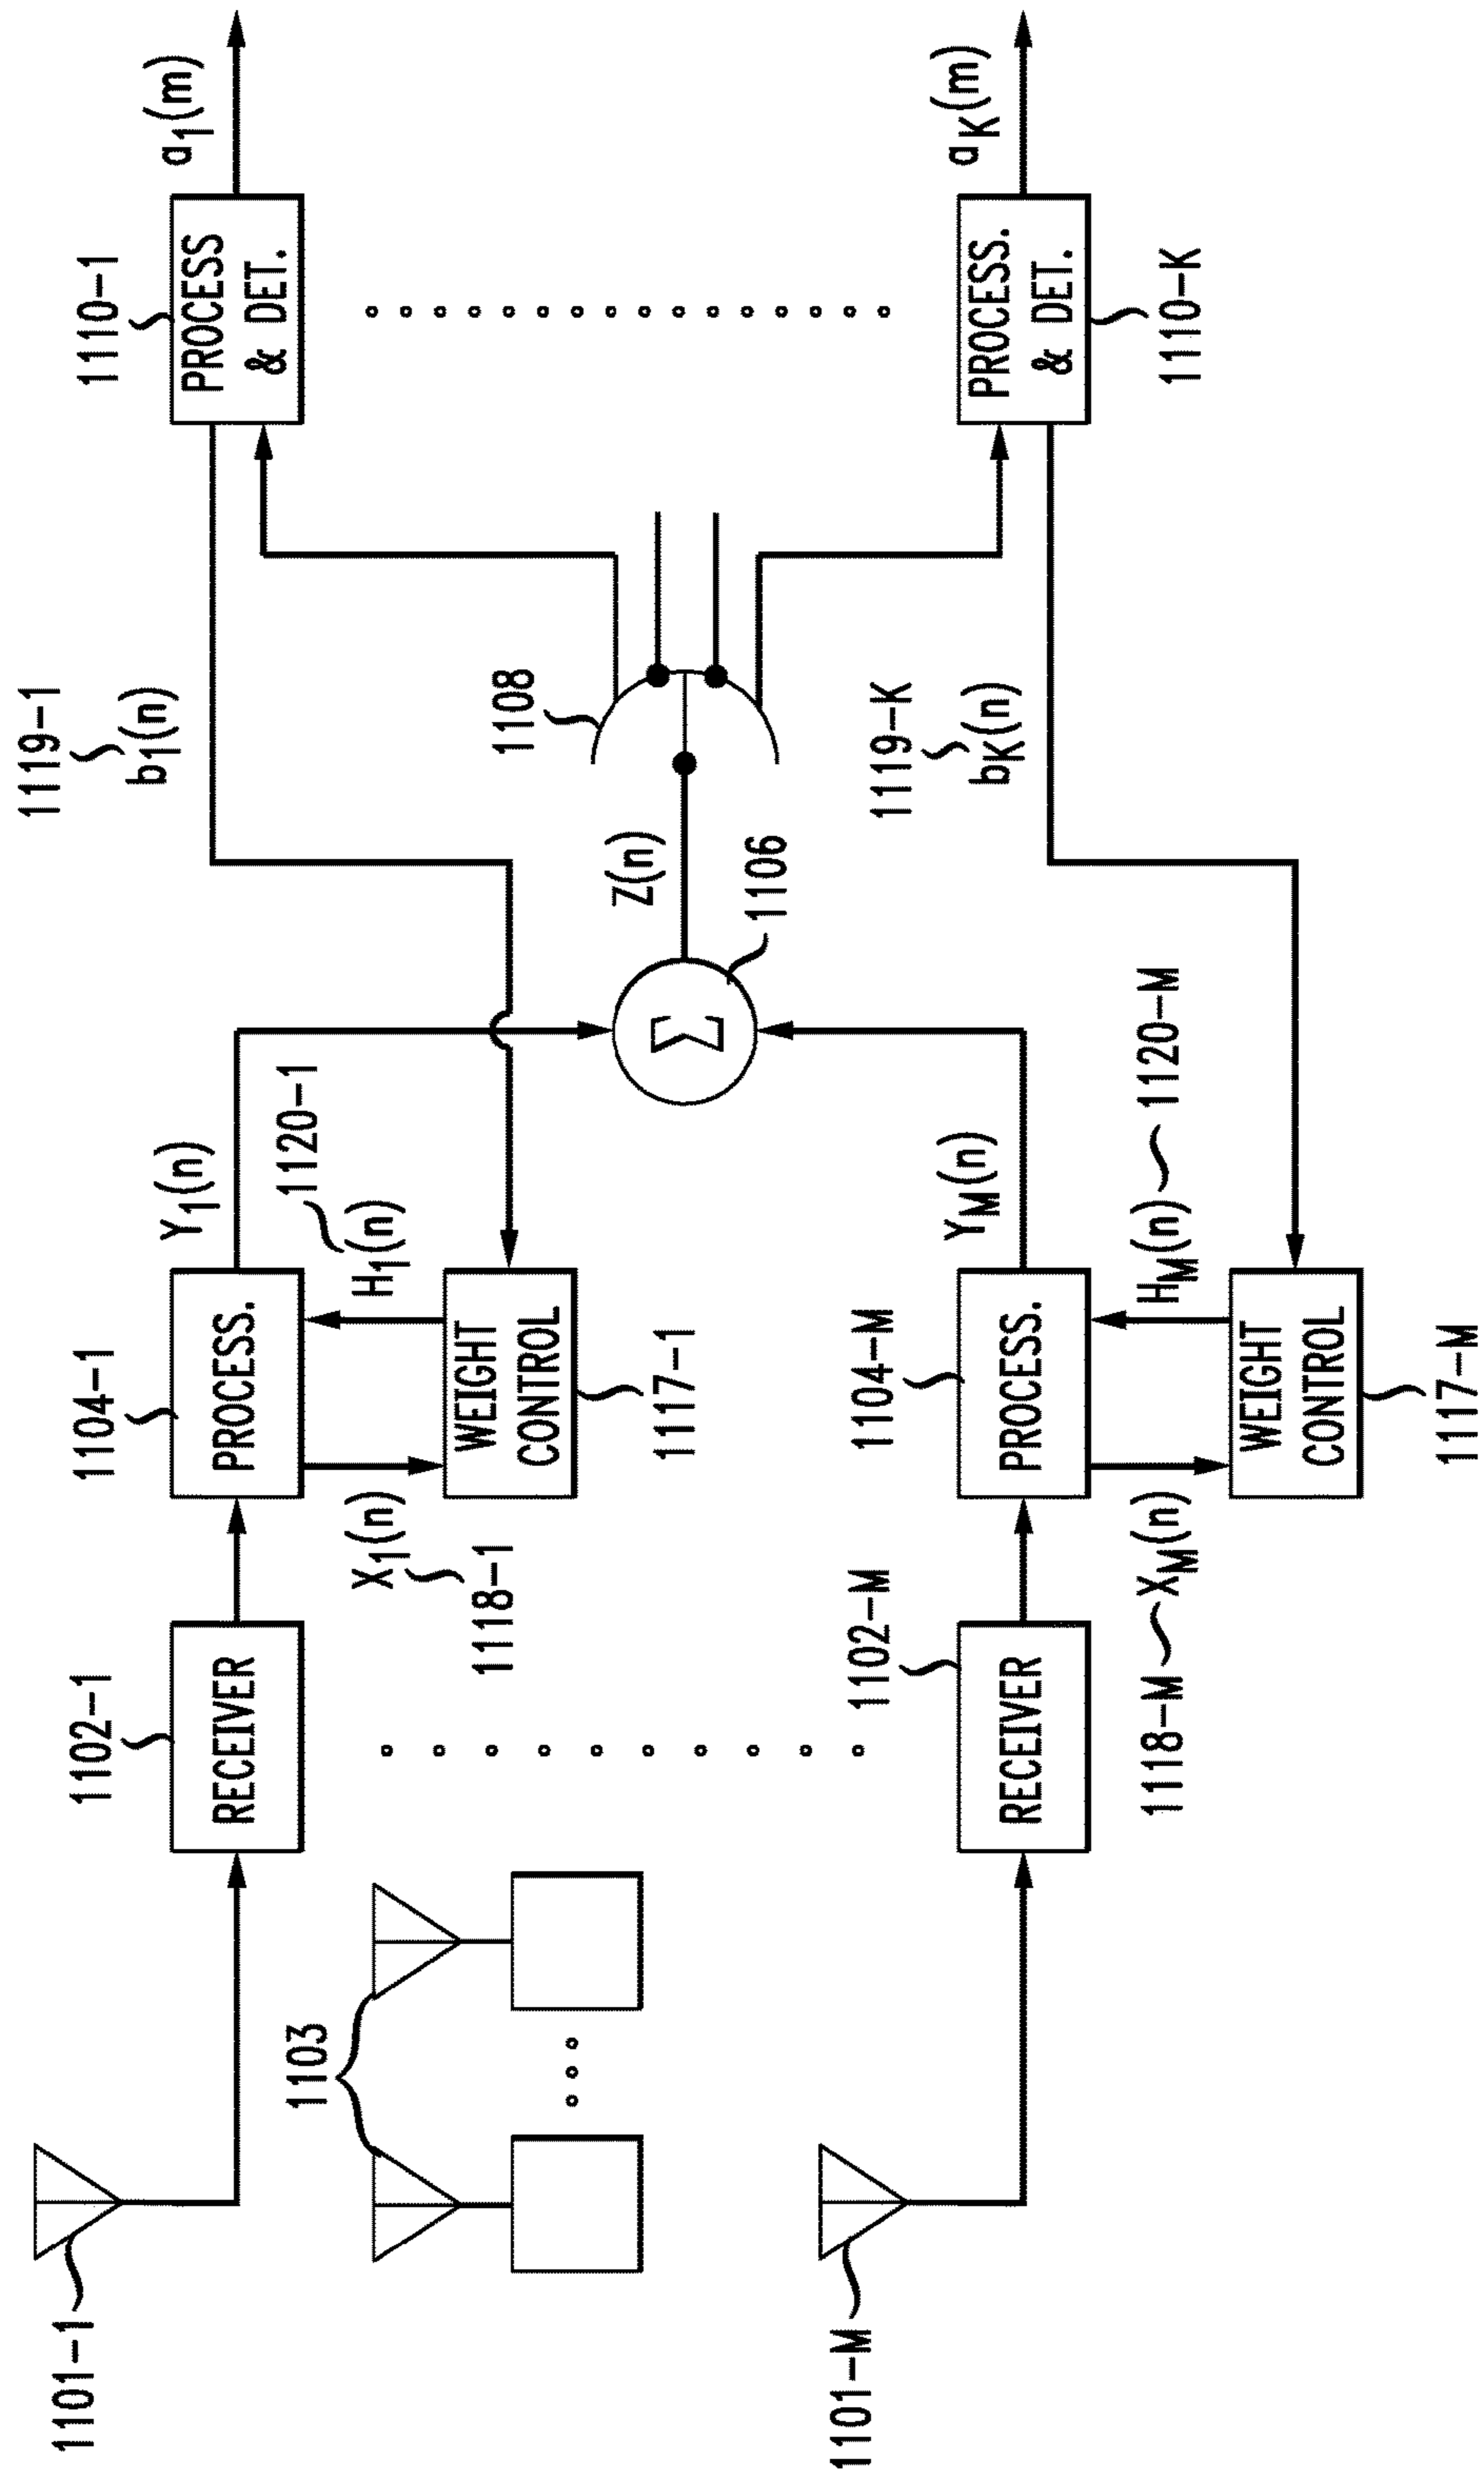 1101-1
1102-1
RECEIVER
1104-1
PROCESS.
Y1(n)
1119-1
b1(n)
1110-1
PROCESS
& DET.
a1(m)
1103
X1(n)
1118-1
H1(n)
1120-1
WEIGHT
CONTROL
1117-1
Σ
1106
Z(n)
1108
1101-M
1102-M
RECEIVER
1104-M
PROCESS.
YM(n)
1119-K
bK(n)
PROCESS.
& DET.
1110-K
aK(m)
1118-M
XM(n)
HM(n)
1120-M
WEIGHT
CONTROL
1117-M